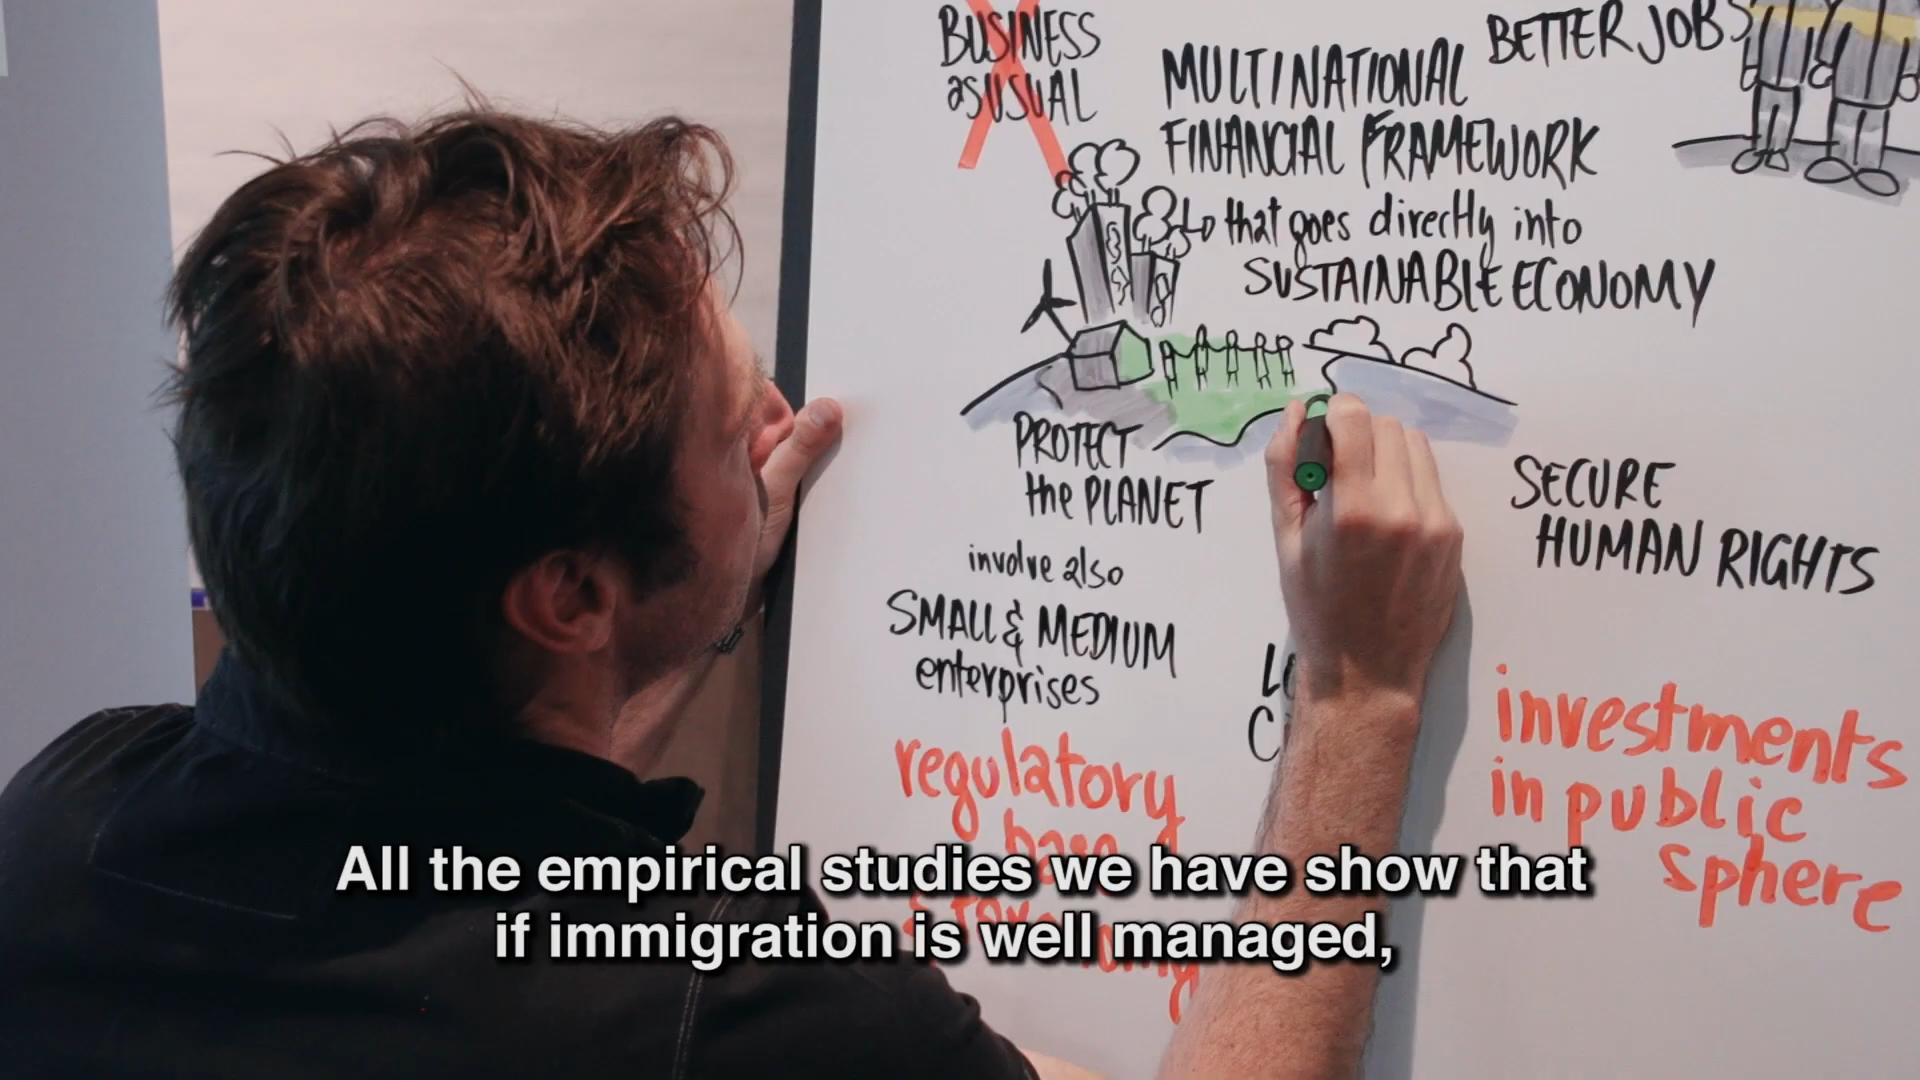 BUSINESS
as USUAL
MULTINATIONAL
FINANCIAL FRAMEWORK
that goes directly into
SUSTAINABLE ECONOMY
BETTER JOBS
PROTECT
the PLANET
involve also
SMALL & MEDIUM
enterprises
SECURE
HUMAN RIGHTS
regulatory
investments
in public
sphere
All the empirical studies we have show that
if immigration is well managed,